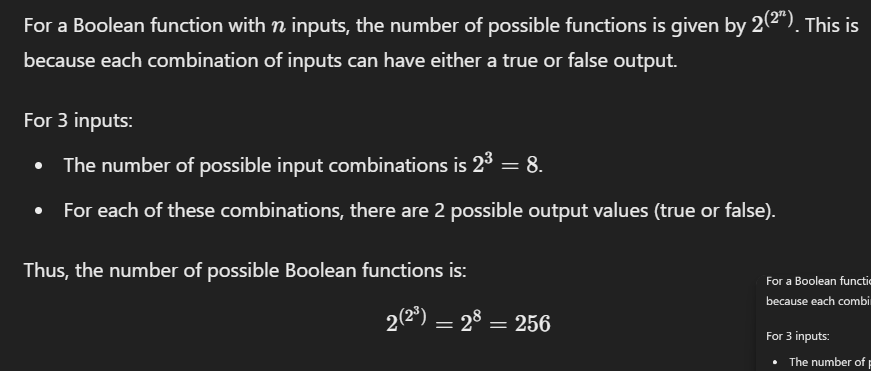 For a Boolean function with n inputs, the number of possible functions is given by 2^(2^n). This is
because each combination of inputs can have either a true or false output.
For 3 inputs:
• The number of possible input combinations is 2^3 = 8.
• For each of these combinations, there are 2 possible output values (true or false).
Thus, the number of possible Boolean functions is:
2^(2^3) = 2^8 = 256
For a Boolean
because each
For 3 inputs:
• The number of